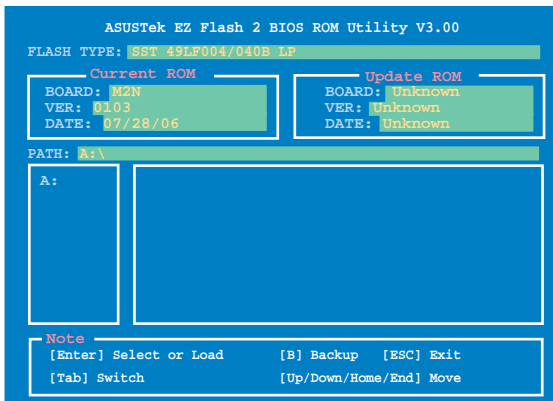 ASUSTek EZ Flash 2 BIOS ROM Utility V3.00
FLASH TYPE: SST 49LF004/040B LP
Current ROM
BOARD: M2N
VER: 0103
DATE: 07/28/06
Update ROM
BOARD: Unknown
VER: Unknown
DATE: Unknown
PATH: A:\
A:
Note
[Enter] Select or Load [B] Backup [ESC] Exit
[Tab] Switch [Up/Down/Home/End] Move